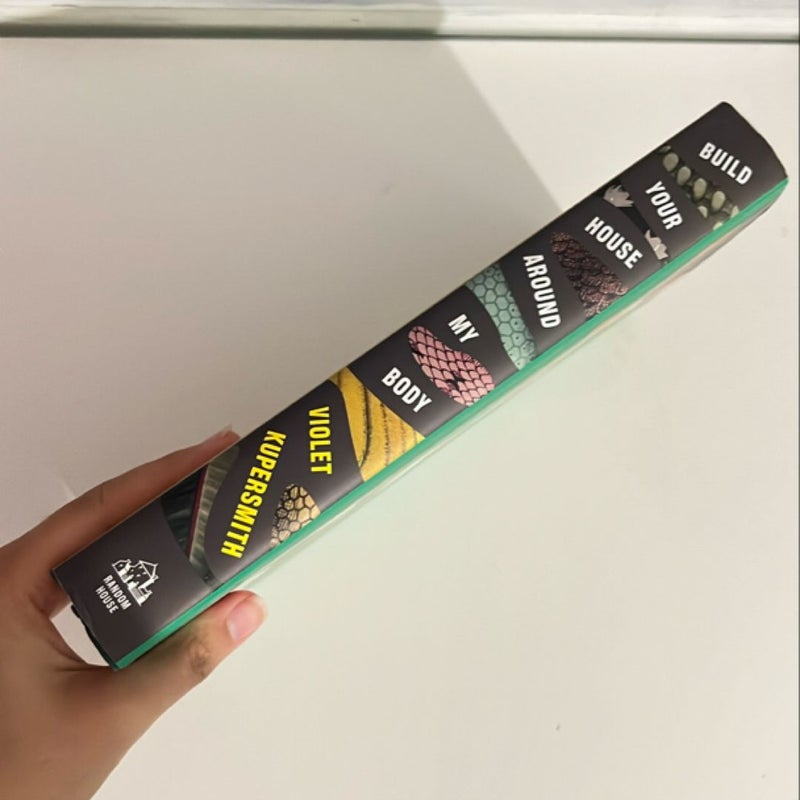 BUILD
YOUR
HOUSE
AROUND
MY
BODY
VIOLET
KUPERSMITH
RANDOM
HOUSE